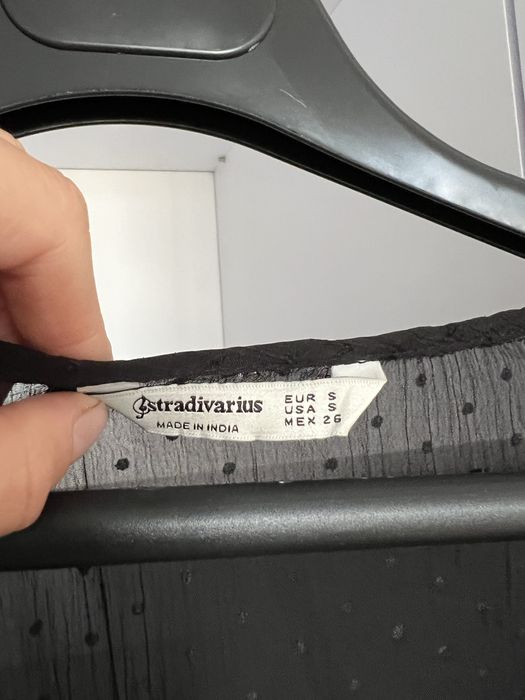 stradivarius
MADE IN INDIA
EUR S
USA S
MEX 26